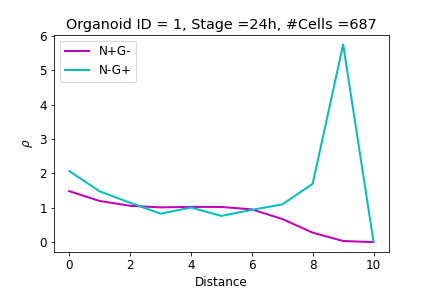 Organoid ID = 1, Stage =24h, #Cells =687
N+G-
N-G+
6
5
4
3
2
1
0
ρ
0 2 4 6 8 10
Distance